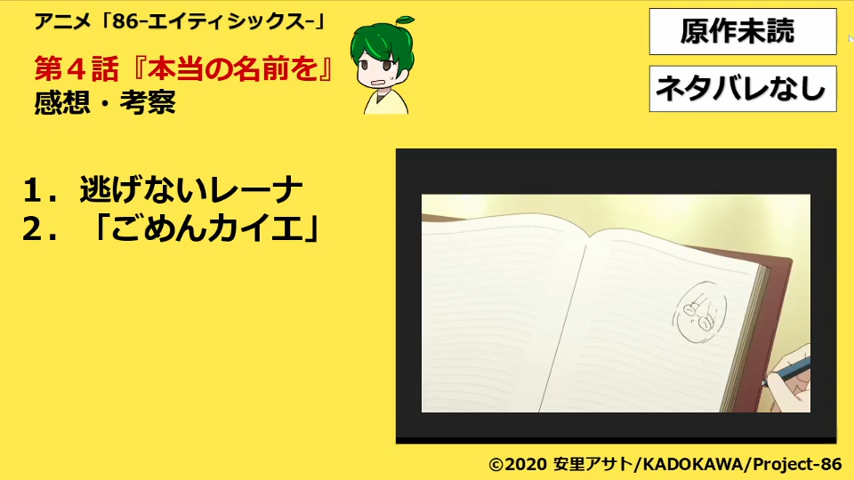 アニメ「86-エイティシックス-」
第４話『本当の名前を』
感想・考察
原作未読
ネタバレなし
１．逃げないレーナ
２．「ごめんカイエ」
©2020 安里アサト/KADOKAWA/Project-86